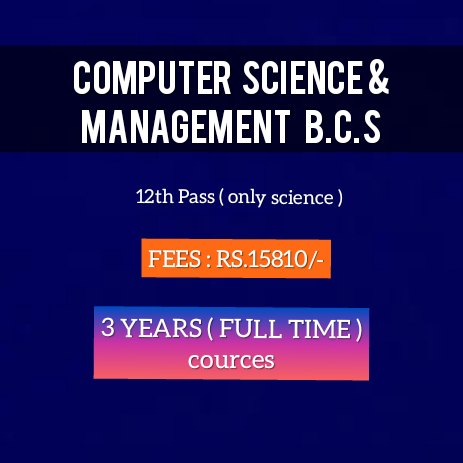 COMPUTER SCIENCE &
MANAGEMENT B.C.S
12th Pass ( only science )
FEES : RS.15810/-
3 YEARS ( FULL TIME )
cources